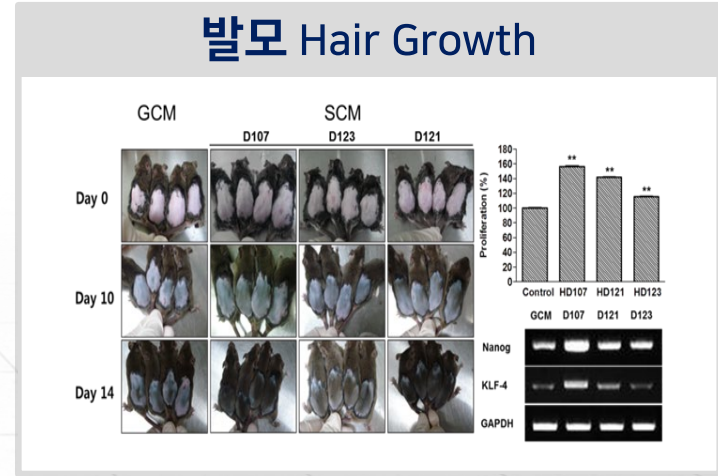 발모 Hair Growth
GCM SCM
D107 D123 D121
Day 0
Day 10
Day 14
Proliferation (%)
180
160
140
120
100
80
60
40
20
0
** ** **
Control HD107 HD121 HD123
GCM D107 D121 D123
Nanog
KLF-4
GAPDH